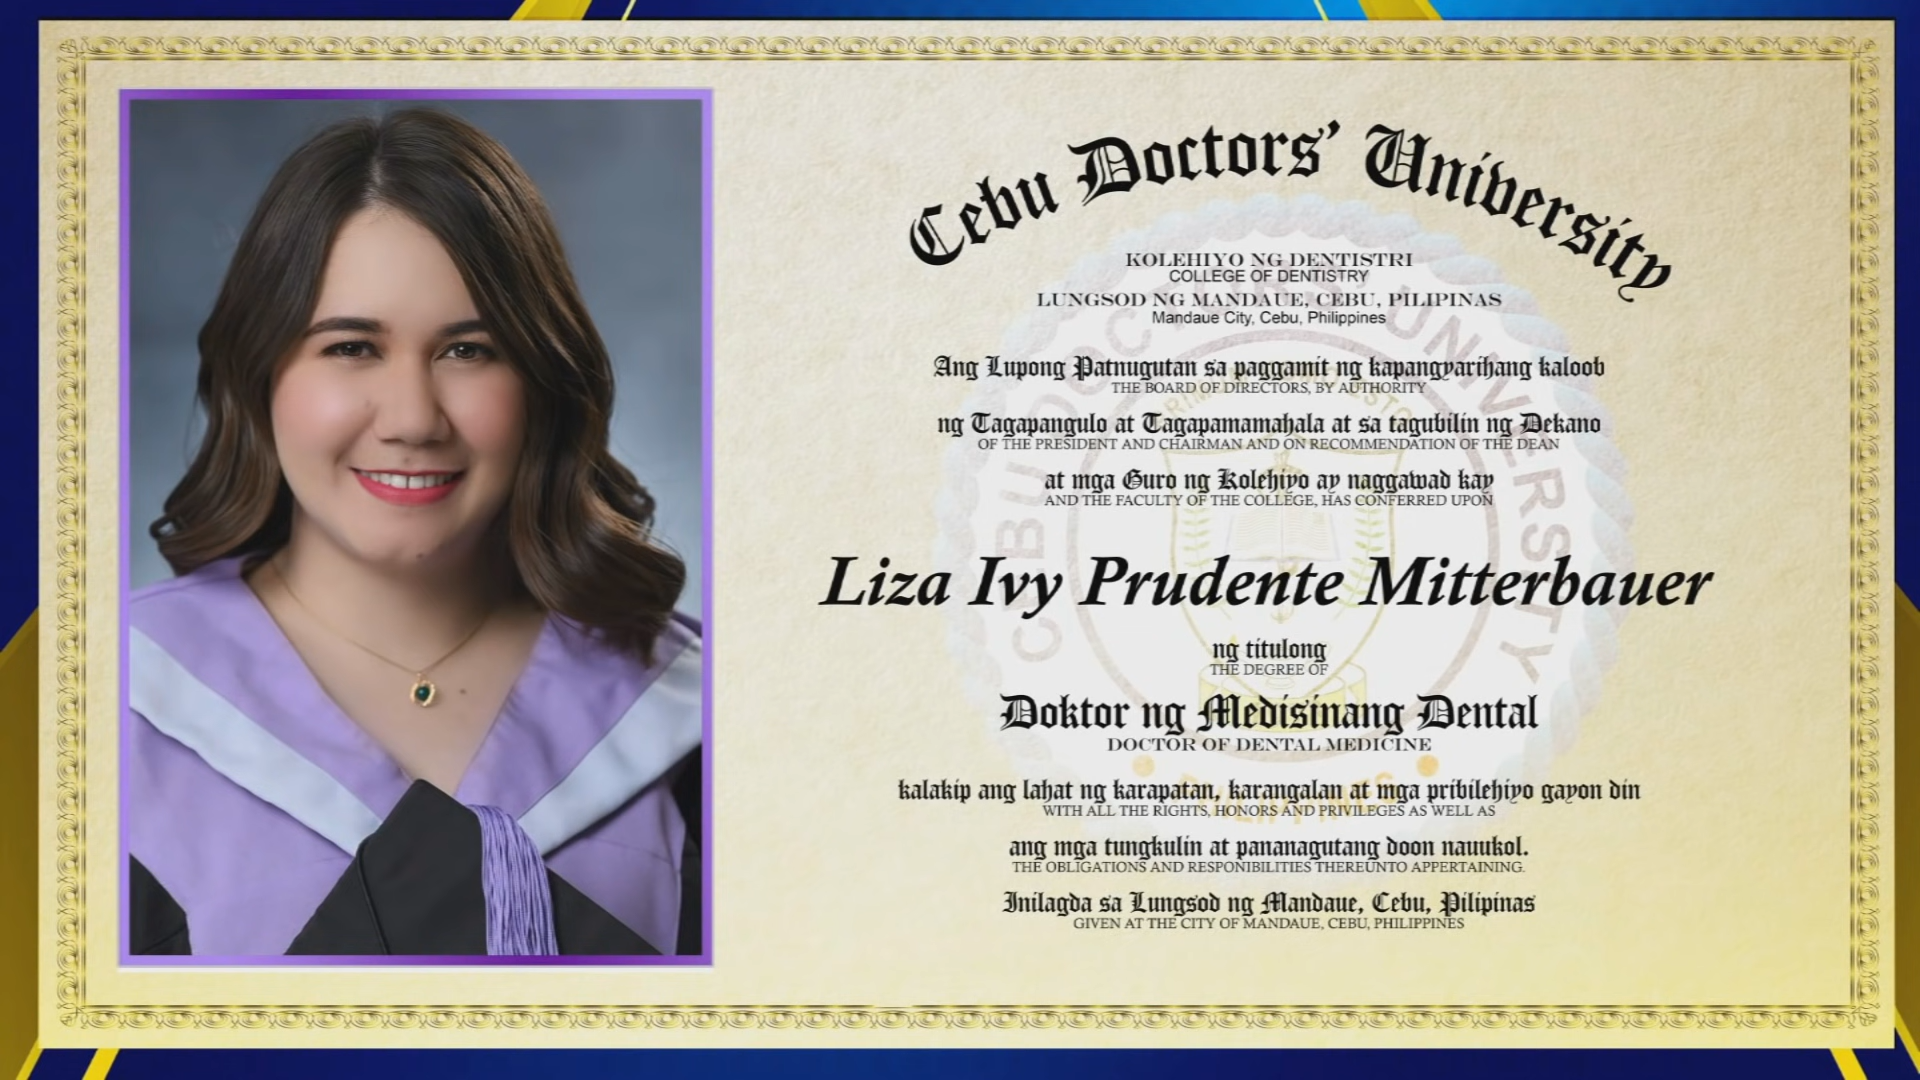 Cebu Doctors' University
KOLEHIYO NG DENTISTRI
COLLEGE OF DENTISTRY
LUNGSOD NG MANDAUE, CEBU, PILIPINAS
Mandaue City, Cebu, Philippines
Ang Lupong Patnugutan sa paggamit ng kapangyarihang kaloob
THE BOARD OF DIRECTORS, BY AUTHORITY
ng Tagapangulo at Tagapamamahala at sa tagubilin ng Dekano
OF THE PRESIDENT AND CHAIRMAN AND ON RECOMMENDATION OF THE DEAN
at mga Guro ng Kolehiyo ay naggawad kay
AND THE FACULTY OF THE COLLEGE, HAS CONFERRED UPON
Liza Ivy Prudente Mitterbauer
ng titulong
THE DEGREE OF
Doktor ng Medisinang Dental
DOCTOR OF DENTAL MEDICINE
kalakip ang lahat ng karapatan, karangalan at mga pribilehiyo gayon din
WITH ALL THE RIGHTS, HONORS AND PRIVILEGES AS WELL AS
ang mga tungkulin at pananagutang doon nauukol.
THE OBLIGATIONS AND RESPONIBILITIES THEREUNTO APPERTAINING.
Inilagda sa Lungsod ng Mandaue, Cebu, Pilipinas
GIVEN AT THE CITY OF MANDAUE, CEBU, PHILIPPINES
CEBU DOCTORS' UNIVERSITY
PHILIPPINES